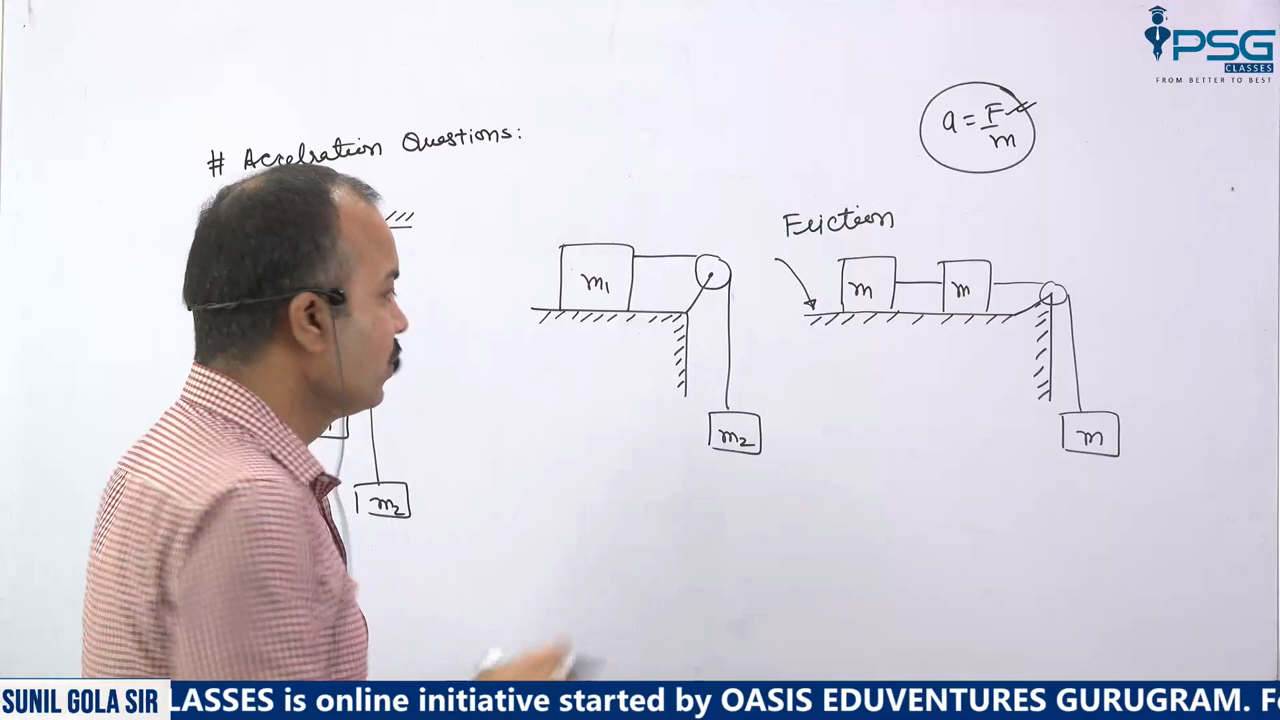 PSG
CLASSES
FROM BETTER TO BEST
a = F/m
# Accelration Questions:
Friction
m1
m
m
m2
m
m2
SUNIL GOLA SIR
LASSES is online initiative started by OASIS EDUVENTURES GURUGRAM. F